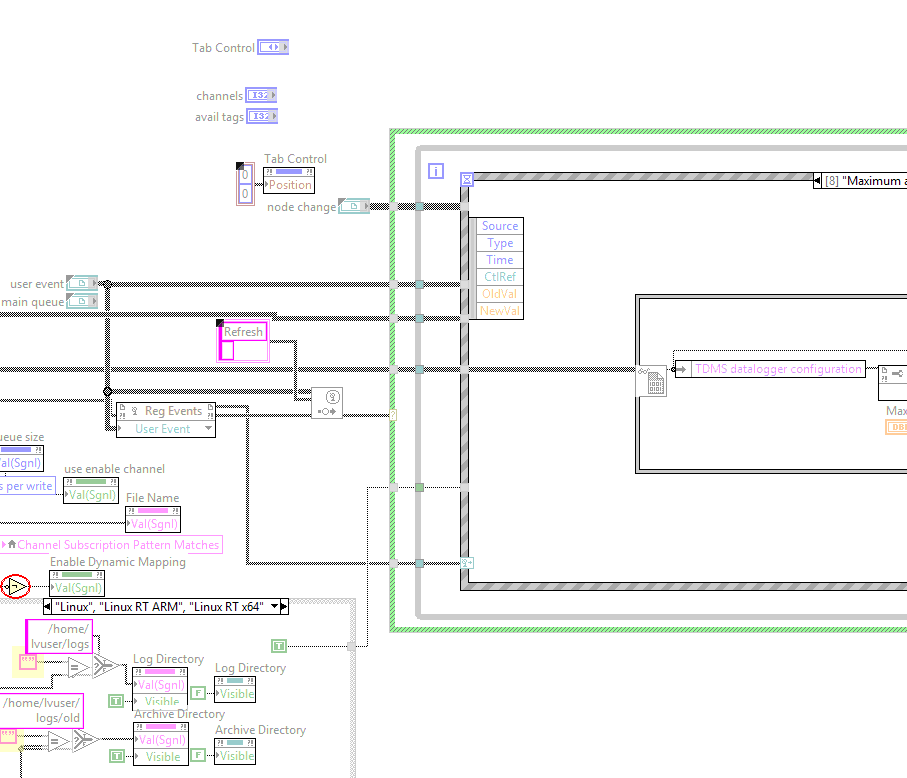 Tab Control
channels I32
avail tags I32
Tab Control
0
0
Position
node change
i
[8] "Maximum a
Source
Type
Time
CtlRef
OldVal
NewVal
user event
main queue
Refresh
TDMS datalogger configuration
Reg Events
User Event
Max
DBL
ueue size
al(Sgnl)
s per write
use enable channel
Val(Sgnl)
File Name
Val(Sgnl)
Channel Subscription Pattern Matches
Enable Dynamic Mapping
Val(Sgnl)
"Linux", "Linux RT ARM", "Linux RT x64"
/home/
lvuser/logs
T
Log Directory
Val(Sgnl)
Visible
T
F
Log Directory
Visible
/home/lvuser/
logs/old
Archive Directory
Val(Sgnl)
Visible
T
F
Archive Directory
Visible